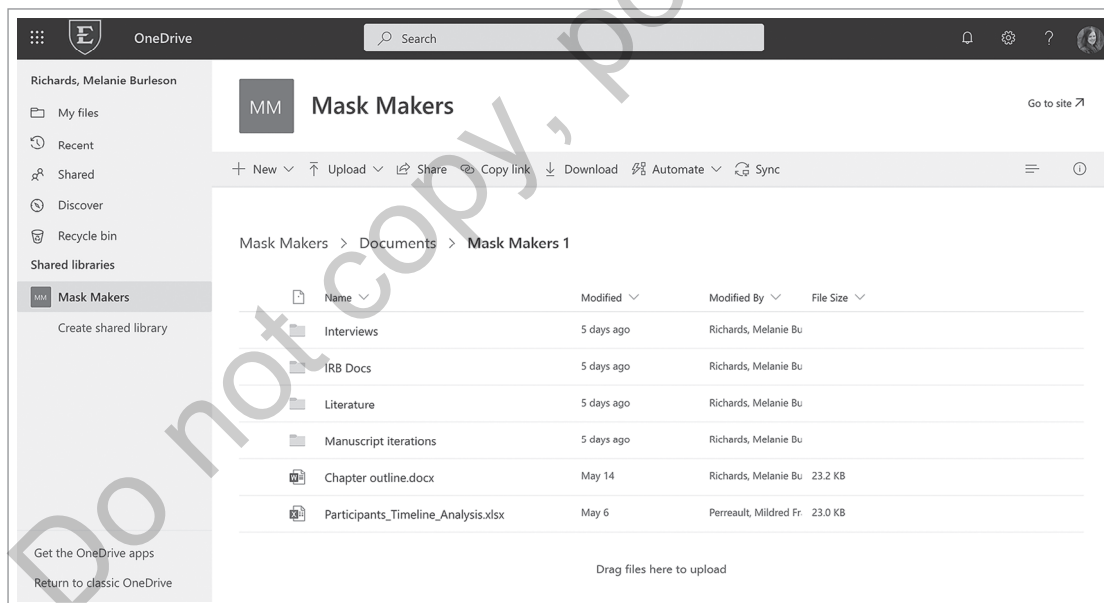 E OneDrive Search
Richards, Melanie Burleson
My files
Recent
Shared
Discover
Recycle bin
Shared libraries
MM Mask Makers
Create shared library
Get the OneDrive apps
Return to classic OneDrive
MM Mask Makers
Go to site
New Upload Share Copy link Download Automate Sync
Mask Makers > Documents > Mask Makers 1
Name Modified Modified By File Size
Interviews 5 days ago Richards, Melanie Bu
IRB Docs 5 days ago Richards, Melanie Bu
Literature 5 days ago Richards, Melanie Bu
Manuscript iterations 5 days ago Richards, Melanie Bu
Chapter outline.docx May 14 Richards, Melanie Bu 23.2 KB
Participants_Timeline_Analysis.xlsx May 6 Perreault, Mildred Fr 23.0 KB
Drag files here to upload
Do not copy, po